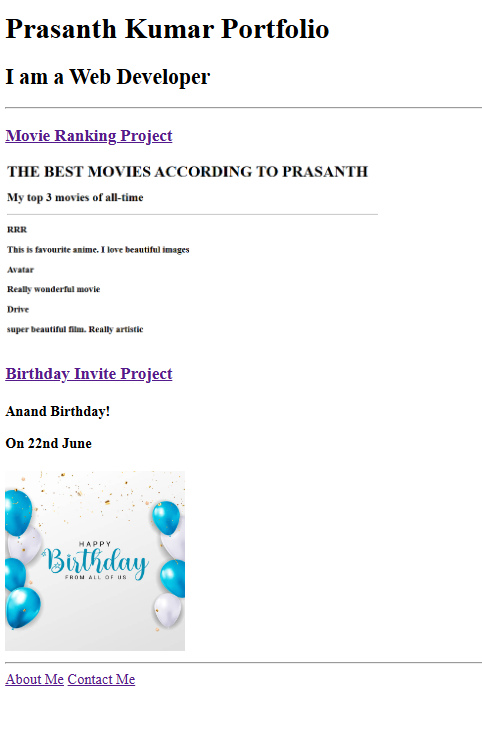 Prasanth Kumar Portfolio
I am a Web Developer
Movie Ranking Project
THE BEST MOVIES ACCORDING TO PRASANTH
My top 3 movies of all-time
RRR
This is favourite anime. I love beautiful images
Avatar
Really wonderful movie
Drive
super beautiful film. Really artistic
Birthday Invite Project
Anand Birthday!
On 22nd June
HAPPY
Birthday
FROM ALL OF US
About Me Contact Me